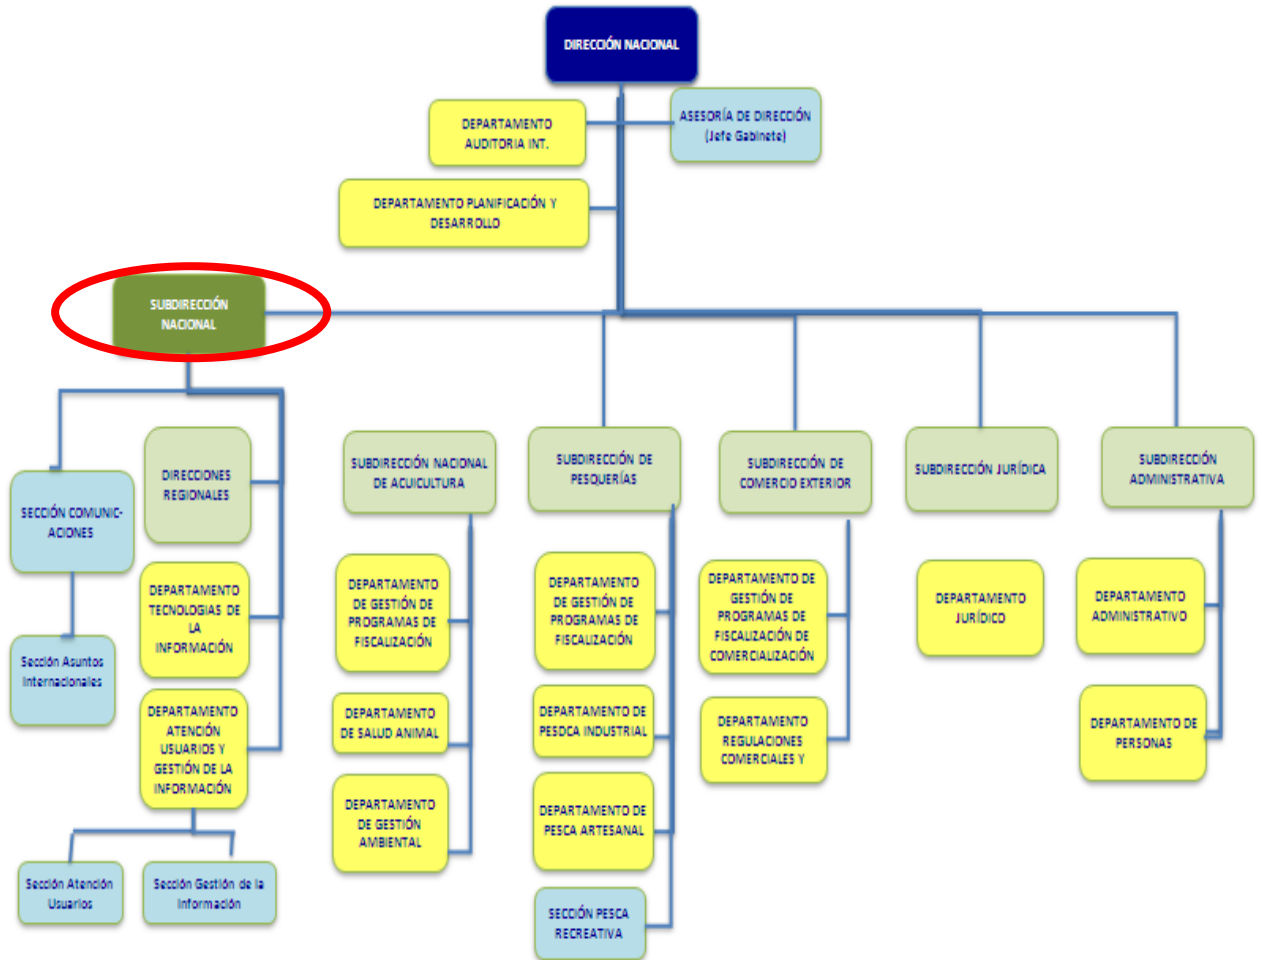 DIRECCIÓN NACIONAL
DEPARTAMENTO
AUDITORIA INT.
ASESORÍA DE DIRECCIÓN
(Jefe Gabinete)
DEPARTAMENTO PLANIFICACIÓN Y
DESARROLLO
SUBDIRECCIÓN
NACIONAL
SECCIÓN COMUNIC-
ACIONES
Sección Asuntos
Internacionales
DIRECIONES
REGIONALES
DEPARTAMENTO
TECNOLOGIAS DE
LA
INFORMACIÓN
DEPARTAMENTO
ATENCIÓN
USUARIOS Y
GESTIÓN DE LA
INFORMACIÓN
Sección Atención
Usuarios
Sección Gestión de la
Información
SUBDIRECCIÓN NACIONAL
DE ACUICULTURA
DEPARTAMENTO
DE GESTIÓN DE
PROGRAMAS DE
FISCALIZACIÓN
DEPARTAMENTO
DE SALUD ANIMAL
DEPARTAMENTO
DE GESTIÓN
AMBIENTAL
SUBDIRECCIÓN DE
PESQUERÍAS
DEPARTAMENTO
DE GESTIÓN DE
PROGRAMAS DE
FISCALIZACIÓN
DEPARTAMENTO DE
PESDCA INDUSTRIAL
DEPARTAMENTO DE
PESCA ARTESANAL
SECCIÓN PESCA
RECREATIVA
SUBDIRECCIÓN DE
COMERCIO EXTERIOR
DEPARTAMENTO DE
GESTIÓN DE
PROGRAMAS DE
FISCALIZACIÓN DE
COMERCIALIZACIÓN
DEPARTAMENTO
REGULACIONES
COMERCIALES Y
SUBDIRECCIÓN JURÍDICA
DEPARTAMENTO
JURÍDICO
SUBDIRECCIÓN
ADMINISTRATIVA
DEPARTAMENTO
ADMINISTRATIVO
DEPARTAMENTO DE
PERSONAS